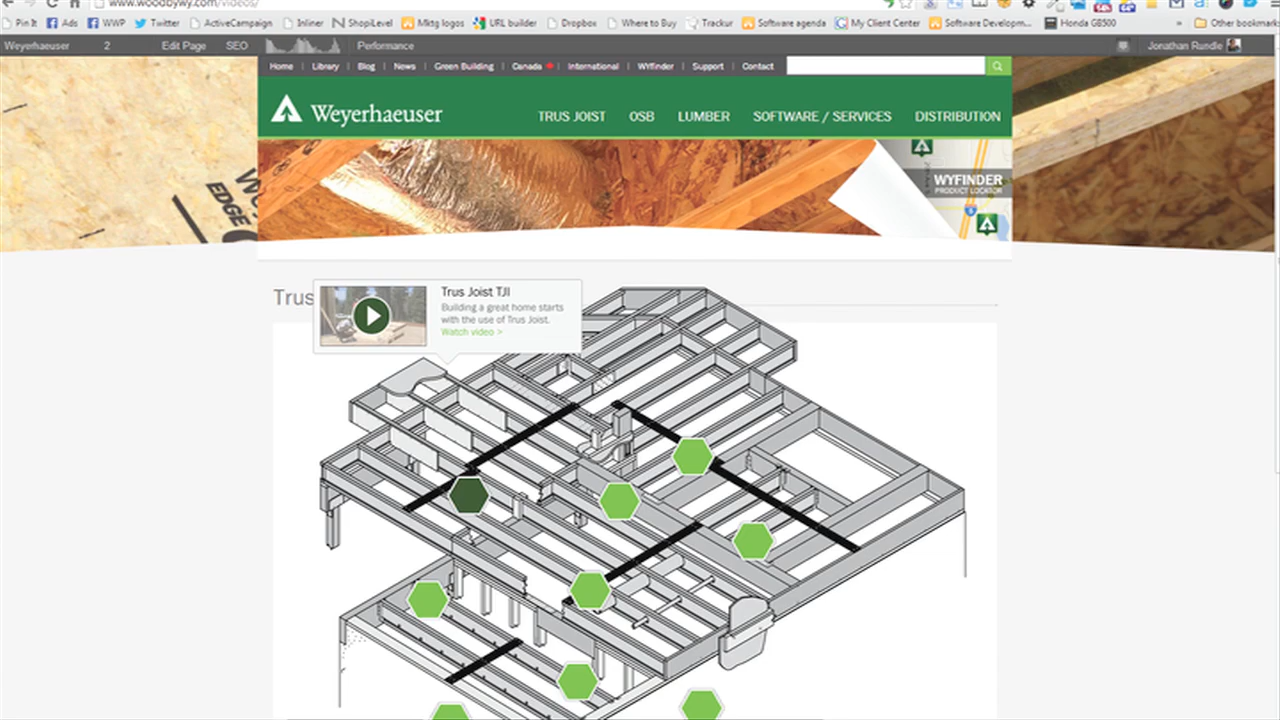 www.woodbywy.com/videos/
Pin It Ads WWP Twitter ActiveCampaign Inliner ShopiLevel Mktg logos URL builder Dropbox Where to Buy Trackur Software agenda My Client Center Software Developm... Honda GB500 » Other bookmarks
Weyerhaeuser 2 Edit Page SEO Performance Jonathan Rundle
Home Library Blog News Green Building Canada International WYfinder Support Contact
Weyerhaeuser
TRUS JOIST OSB LUMBER SOFTWARE / SERVICES DISTRIBUTION
WYFINDER
PRODUCT LOCATOR
EDGE
Trus
Trus Joist TJI
Building a great home starts
with the use of Trus Joist.
Watch video >